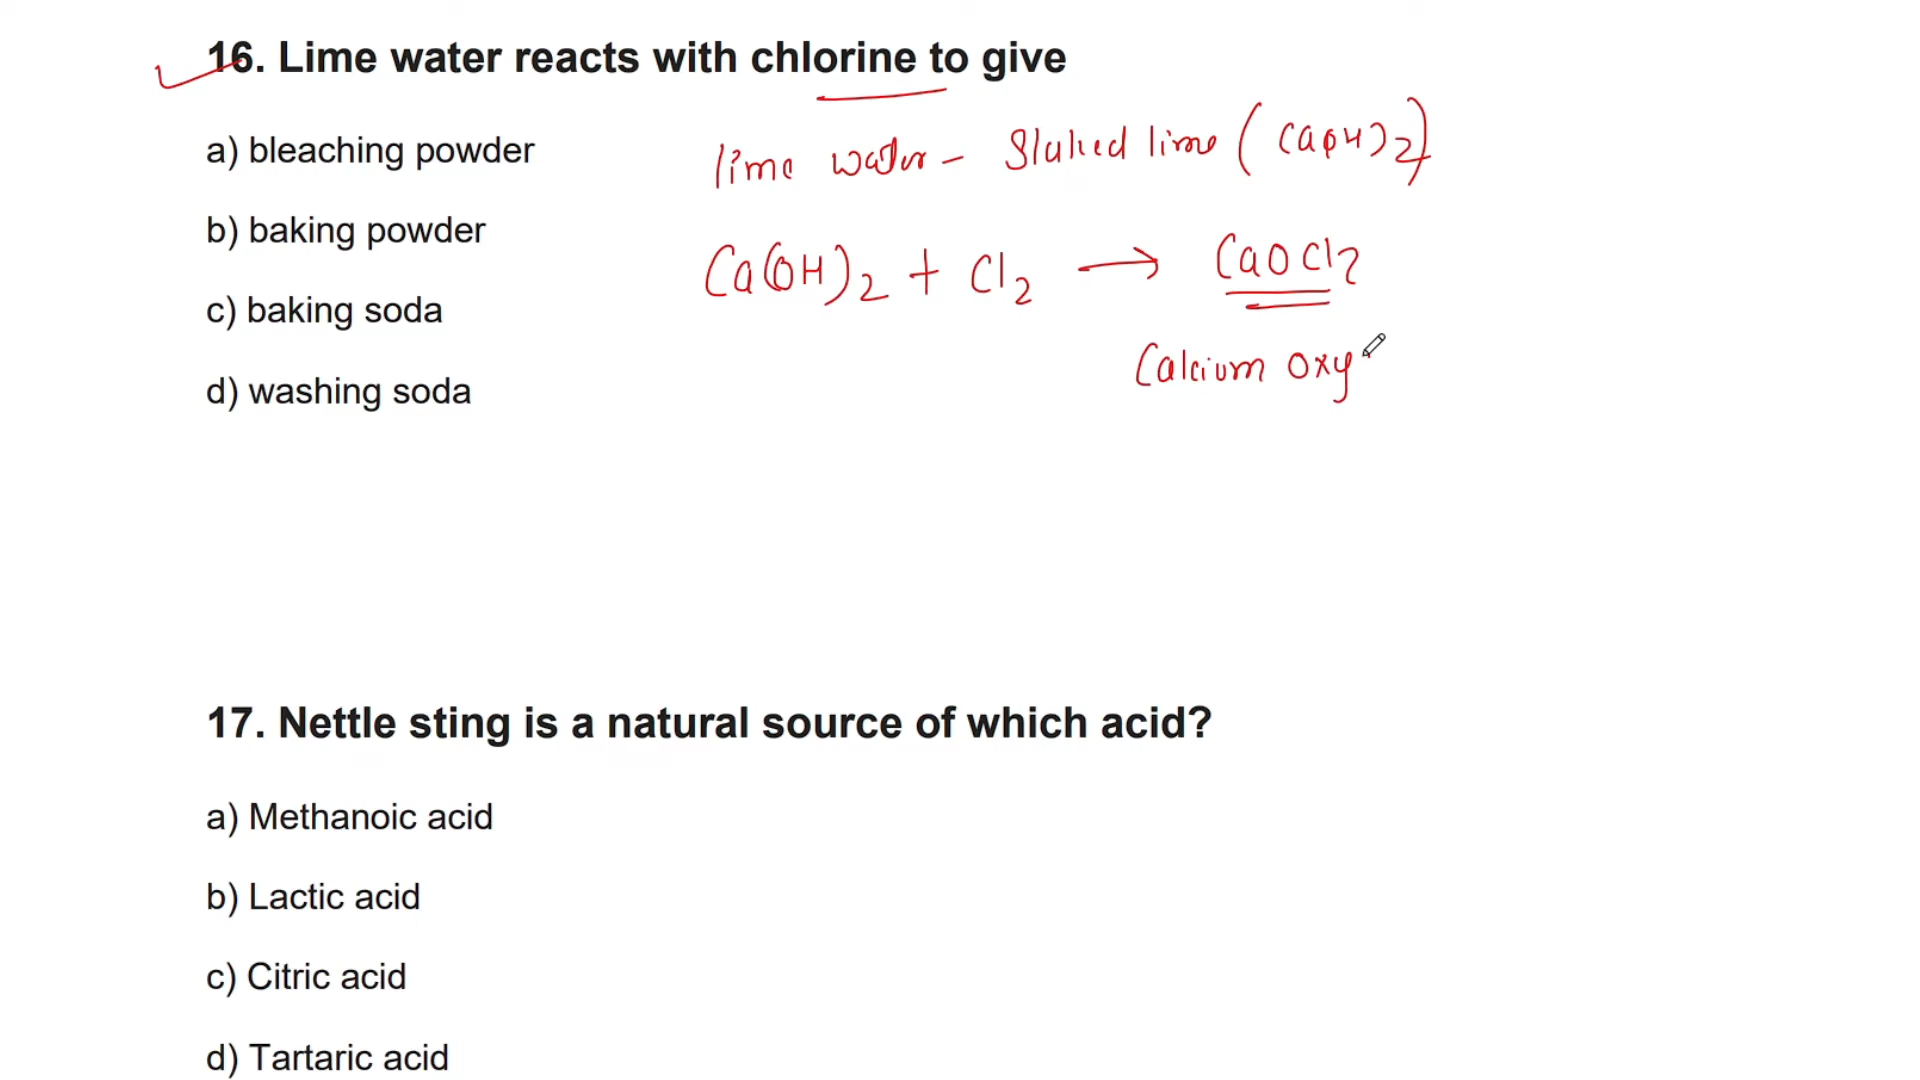 16. Lime water reacts with chlorine to give
a) bleaching powder
lime water - Slaked lime (CaOH)2)
b) baking powder
Ca(OH)2 + Cl2 → CaOCl2
c) baking soda
Calcium oxy
d) washing soda
17. Nettle sting is a natural source of which acid?
a) Methanoic acid
b) Lactic acid
c) Citric acid
d) Tartaric acid